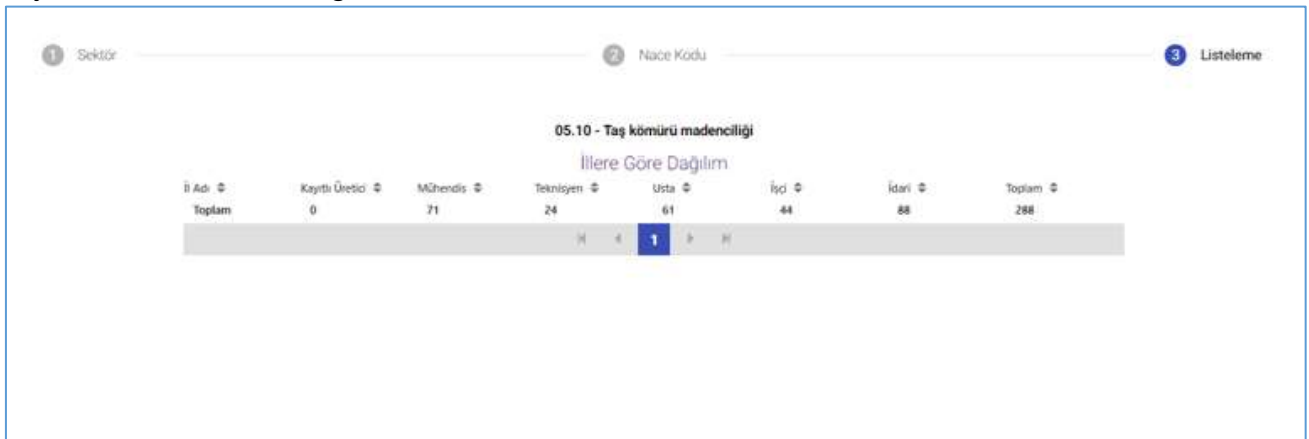 1 Sektör 2 Nace Kodu 3 Listeleme
05.10 - Taş kömürü madenciliği
İllere Göre Dağılım
İl Adı Kayıtlı Üretici Mühendis Teknisyen Usta İşçi İdari Toplam
Toplam 0 71 24 61 44 88 288
1